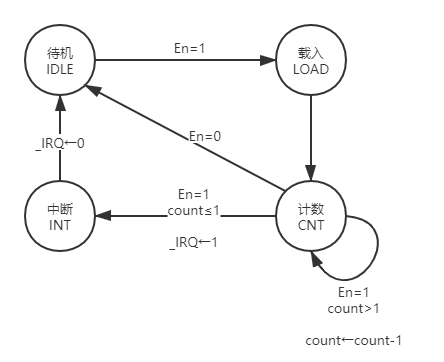 待机
IDLE
En=1
载入
LOAD
En=0
_IRQ←0
中断
INT
En=1
count≤1
_IRQ←1
计数
CNT
En=1
count>1
count←count-1